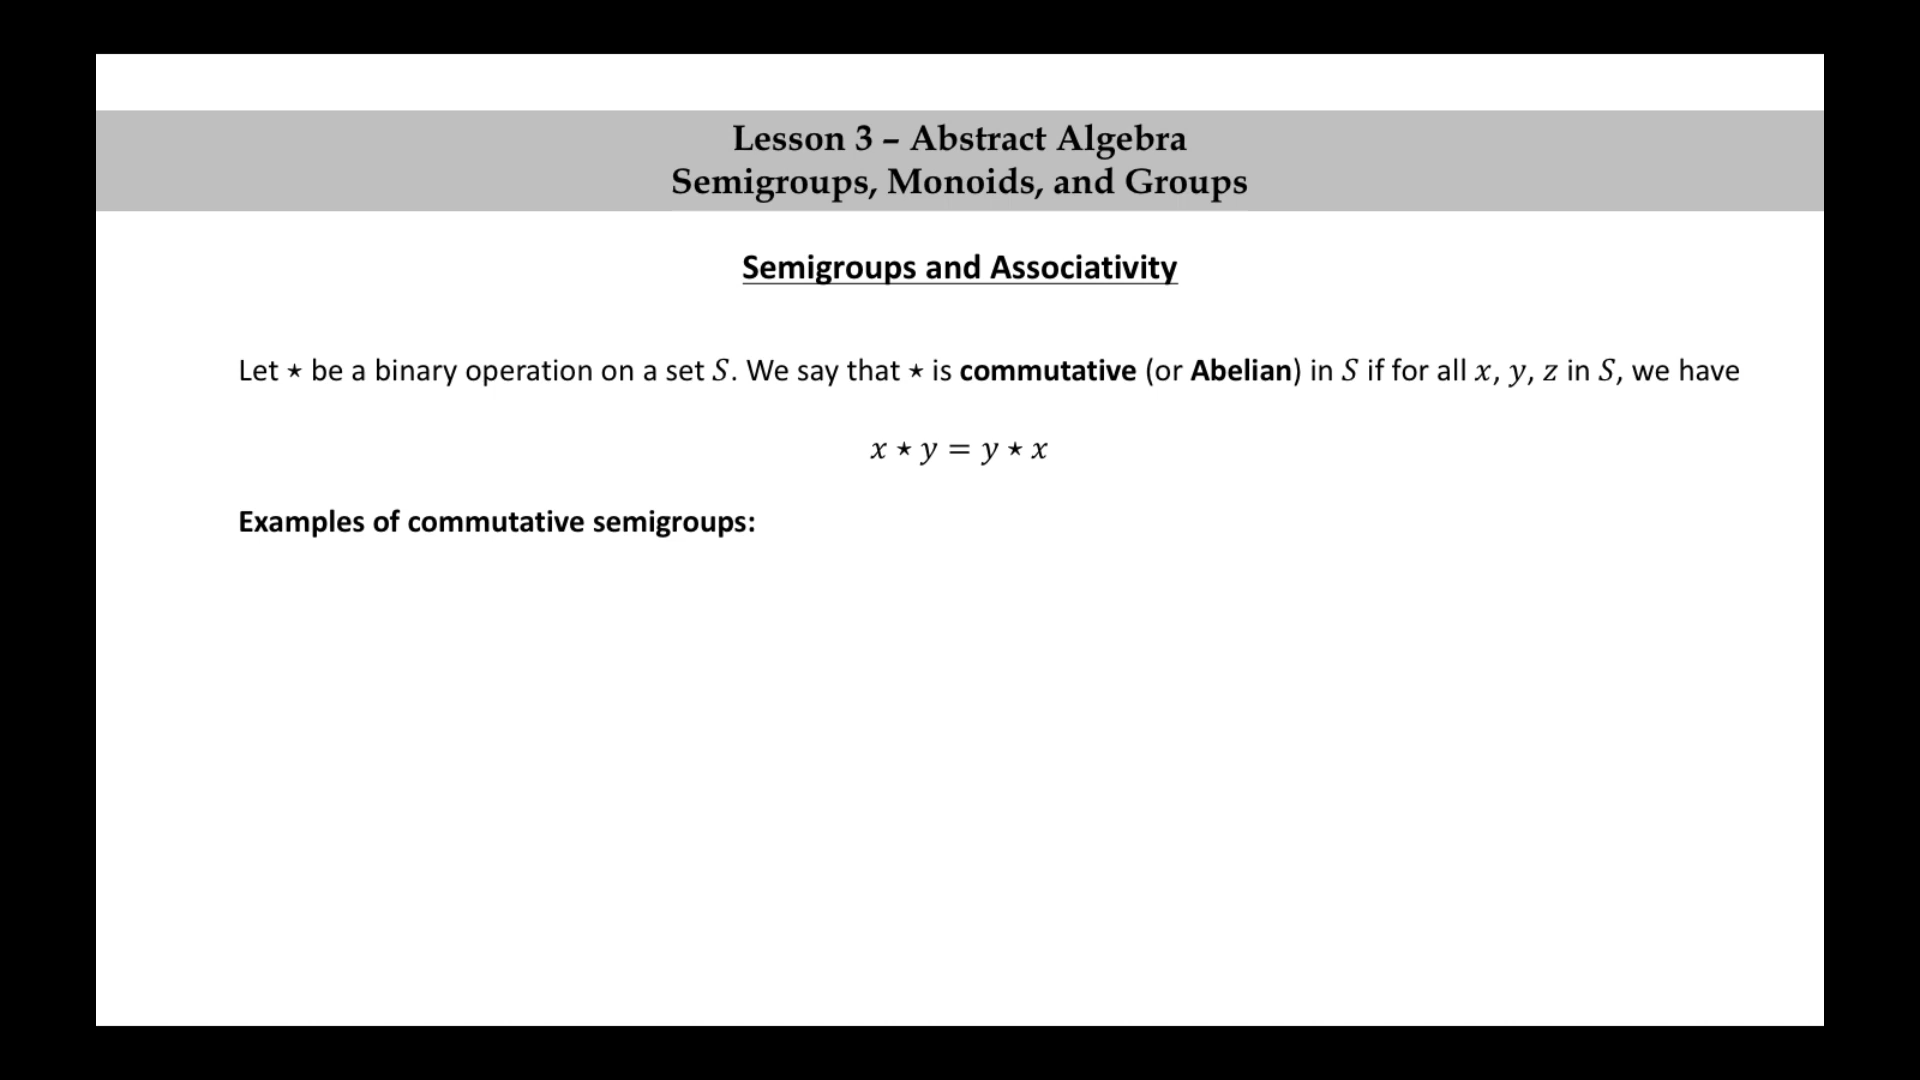 Lesson 3 – Abstract Algebra
Semigroups, Monoids, and Groups
Semigroups and Associativity
Let ⋆ be a binary operation on a set S. We say that ⋆ is commutative (or Abelian) in S if for all x, y, z in S, we have
x ⋆ y = y ⋆ x
Examples of commutative semigroups: